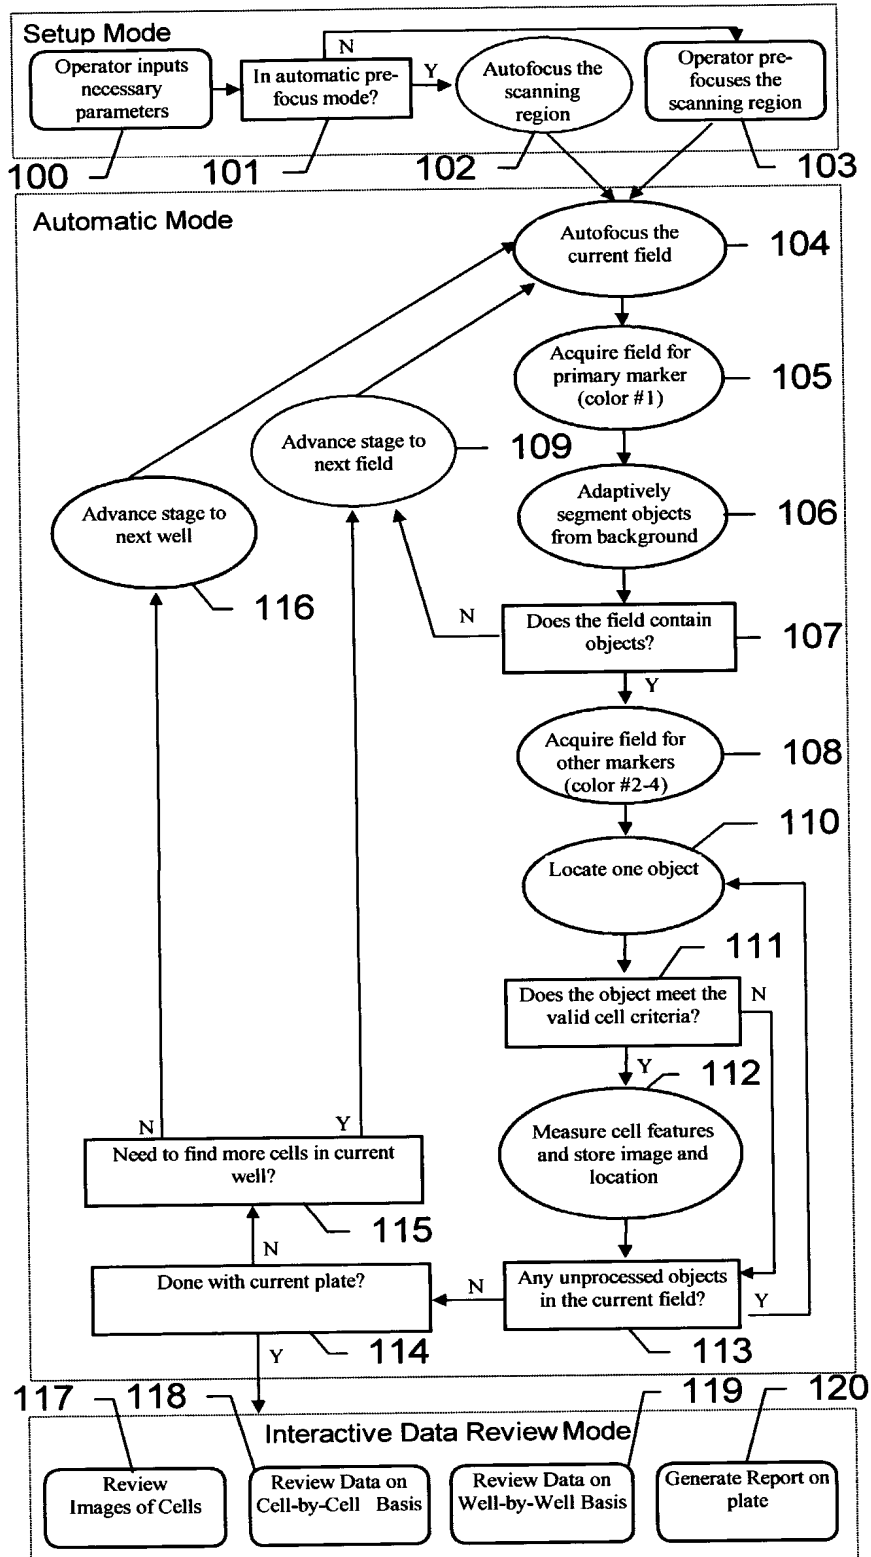 Setup Mode
Operator inputs
necessary
parameters
In automatic pre-
focus mode?
N
Y
Autofocus the
scanning
region
Operator pre-
focuses the
scanning region
100
101
102
103
Automatic Mode
Autofocus the
current field
104
Acquire field for
primary marker
(color #1)
105
Advance stage to
next field
109
Adaptively
segment objects
from background
106
Advance stage to
next well
116
Does the field contain
objects?
107
N
Y
Acquire field for
other markers
(color #2-4)
108
Locate one object
110
111
Does the object meet the
valid cell criteria?
N
Y
112
Measure cell features
and store image and
location
N
Y
Need to find more cells in current
well?
115
N
Done with current plate?
114
Any unprocessed objects
in the current field?
N
Y
113
Y
117
118
119
120
Interactive Data Review Mode
Review
Images of Cells
Review Data on
Cell-by-Cell Basis
Review Data on
Well-by-Well Basis
Generate Report on
plate